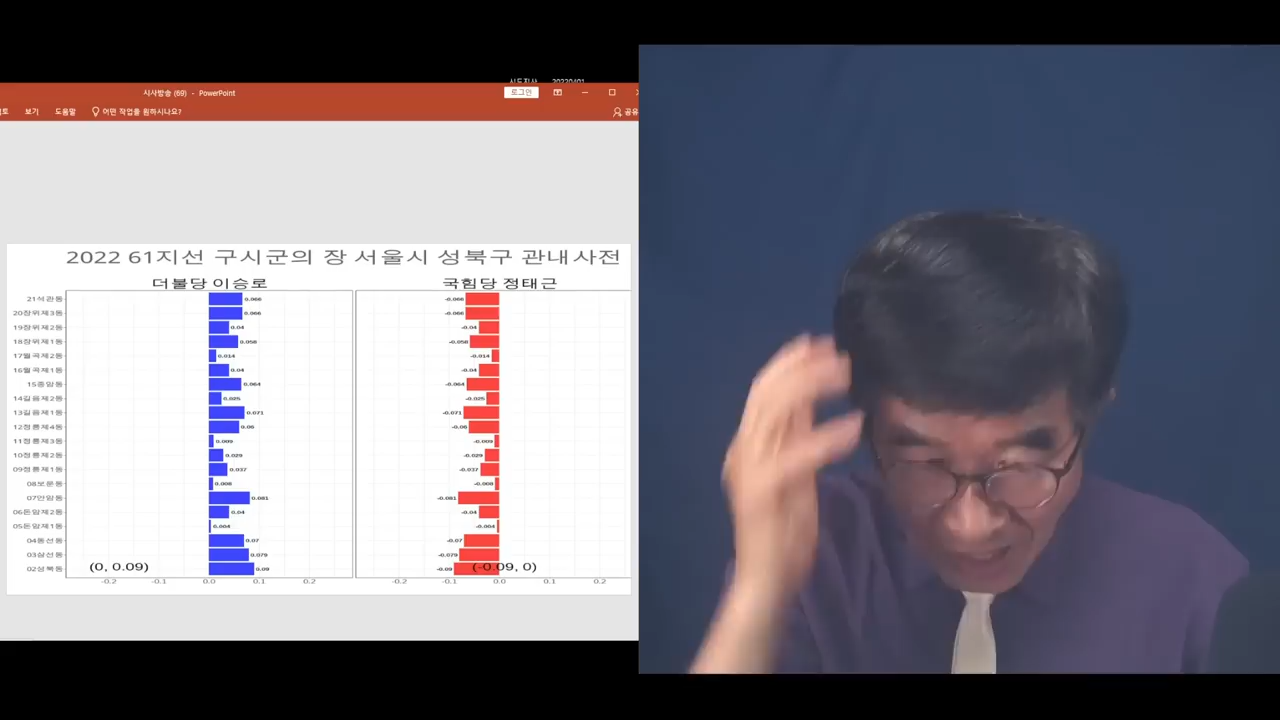 시사방송 (69) - PowerPoint
로그인
보기 도움말 어떤 작업을 원하시나요? 공유
2022 61지선 구시군의 장 서울시 성북구 관내사전
더불당 이승로 국힘당 정태근
21석관동 0.066 -0.066
20장위제3동 0.066 -0.066
19장위제2동 0.04 -0.04
18장위제1동 0.058 -0.058
17월곡제2동 0.014 -0.014
16월곡제1동 0.04 -0.04
15종암동 0.064 -0.064
14길음제2동 0.025 -0.025
13길음제1동 0.071 -0.071
12정릉제4동 0.06 -0.06
11정릉제3동 0.009 -0.009
10정릉제2동 0.029 -0.029
09정릉제1동 0.037 -0.037
08보문동 0.008 -0.008
07안암동 0.081 -0.081
06돈암제2동 0.04 -0.04
05돈암제1동 0.004 -0.004
04동선동 0.07 -0.07
03삼선동 0.079 -0.079
02성북동 (0, 0.09) 0.09 -0.09 (-0.09, 0)
-0.2 -0.1 0.0 0.1 0.2 -0.2 -0.1 0.0 0.1 0.2